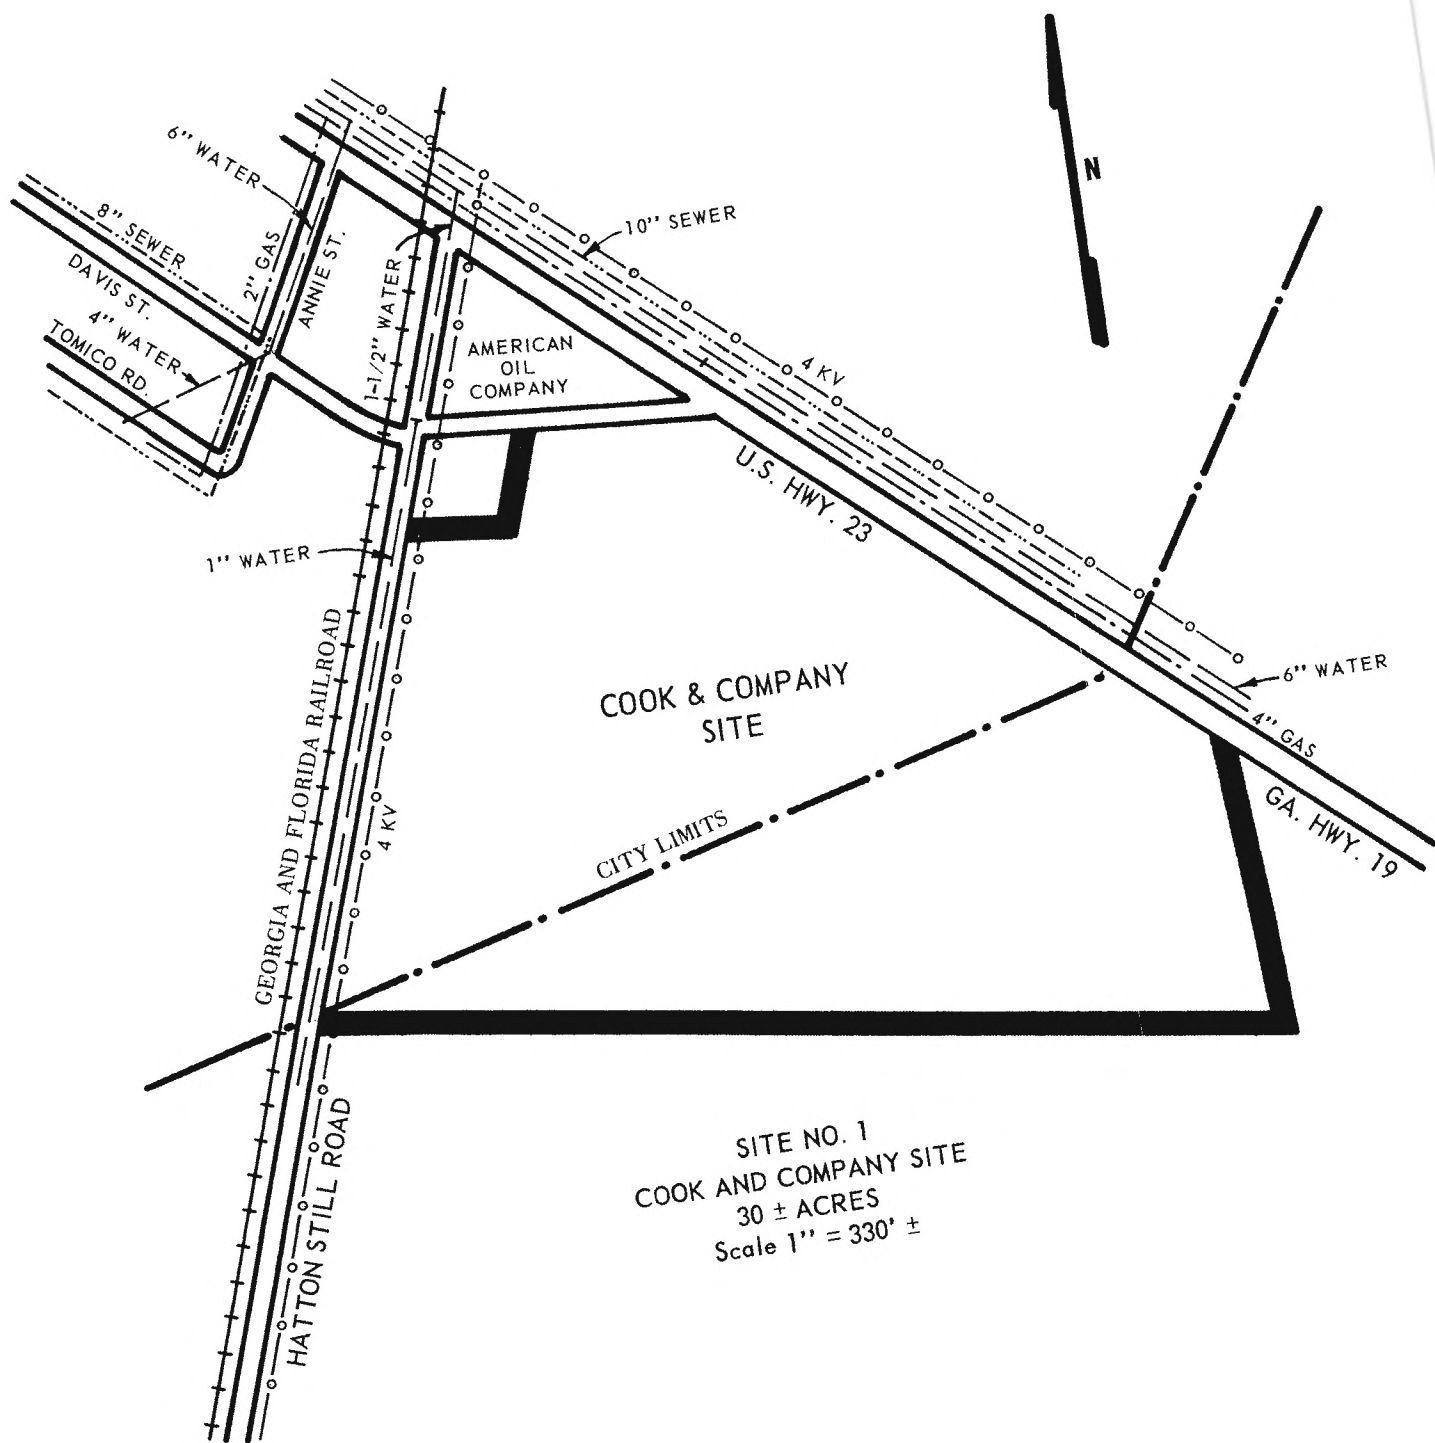 N
6'' WATER
8'' SEWER
2'' GAS
10'' SEWER
DAVIS ST.
ANNIE ST.
1-1/2'' WATER
4'' WATER
TOMICO RD.
AMERICAN
OIL
COMPANY
4 KV
U.S. HWY. 23
1'' WATER
GEORGIA AND FLORIDA RAILROAD
COOK & COMPANY
SITE
6'' WATER
4'' GAS
GA. HWY. 19
4 KV
CITY LIMITS
HATTON STILL ROAD
SITE NO. 1
COOK AND COMPANY SITE
30 ± ACRES
Scale 1'' = 330' ±